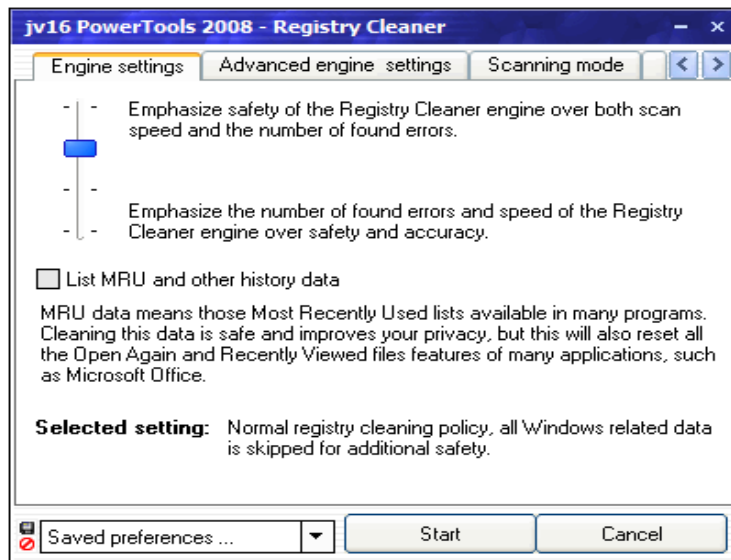 jv16 PowerTools 2008 - Registry Cleaner
Engine settings
Advanced engine settings
Scanning mode
Emphasize safety of the Registry Cleaner engine over both scan
speed and the number of found errors.
Emphasize the number of found errors and speed of the Registry
Cleaner engine over safety and accuracy.
List MRU and other history data
MRU data means those Most Recently Used lists available in many programs.
Cleaning this data is safe and improves your privacy, but this will also reset all
the Open Again and Recently Viewed files features of many applications, such
as Microsoft Office.
Selected setting: Normal registry cleaning policy, all Windows related data
is skipped for additional safety.
Saved preferences ...
Start
Cancel